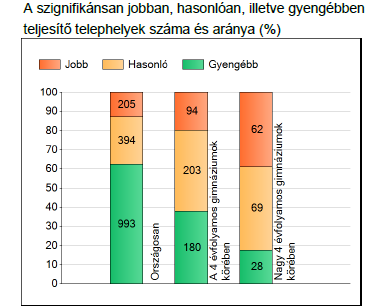 A szignifikánsan jobban, hasonlóan, illetve gyengébben
teljesítő telephelyek száma és aránya (%)
Jobb
Hasonló
Gyengébb
100
90
80
70
60
50
40
30
20
10
0
205
394
993
Országosan
94
203
180
A 4 évfolyamos gimnáziumok
körében
62
69
28
Nagy 4 évfolyamos gimnáziumok
körében